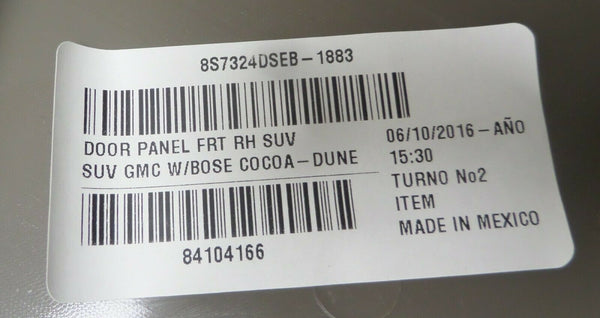 8S7324DSEB-1883
DOOR PANEL FRT RH SUV
SUV GMC W/BOSE COCOA-DUNE
84104166
06/10/2016-AÑO
15:30
TURNO No2
ITEM
MADE IN MEXICO